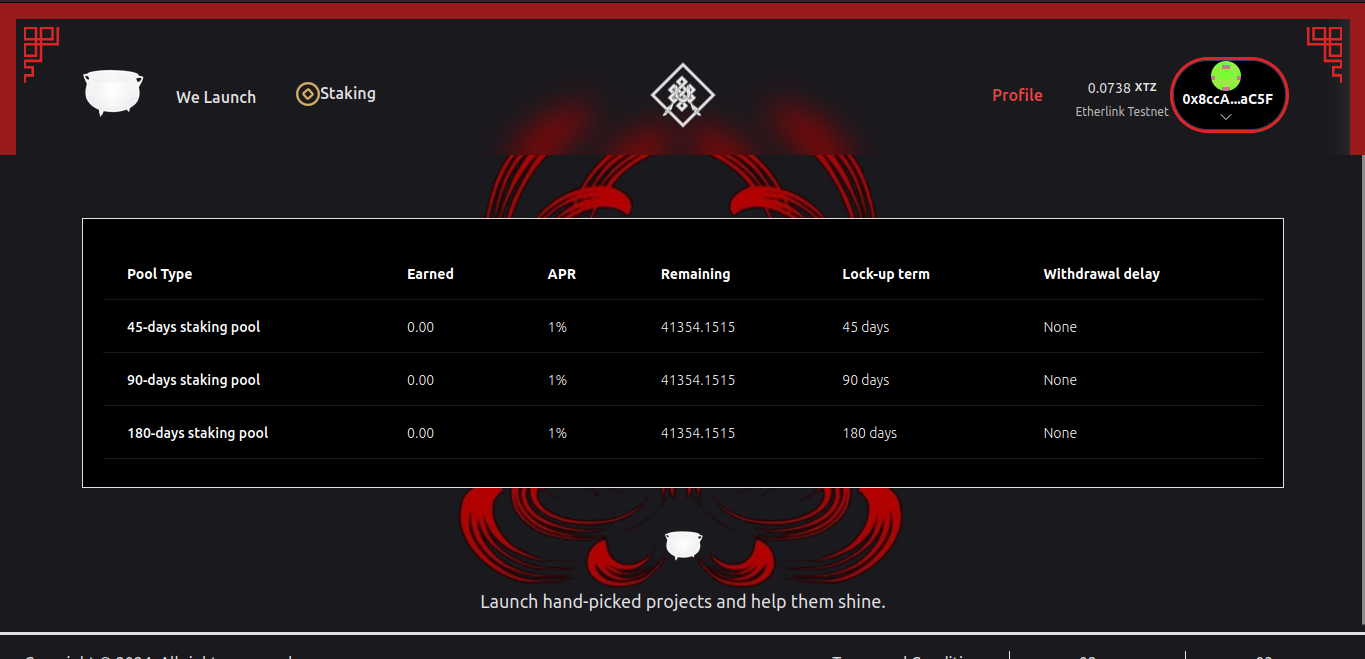 We Launch
Staking
Profile
0.0738 XTZ
Etherlink Testnet
0x8ccA...aC5F
Pool Type Earned APR Remaining Lock-up term Withdrawal delay
45-days staking pool 0.00 1% 41354.1515 45 days None
90-days staking pool 0.00 1% 41354.1515 90 days None
180-days staking pool 0.00 1% 41354.1515 180 days None
Launch hand-picked projects and help them shine.